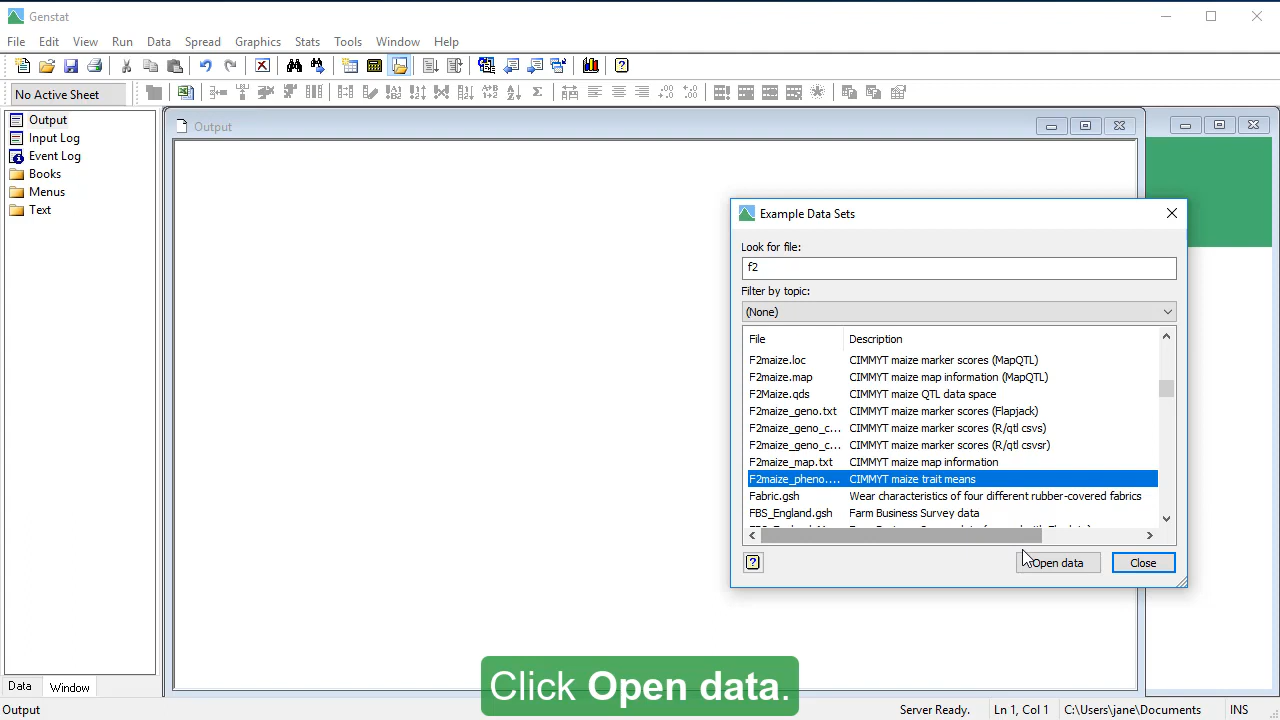 Genstat
File Edit View Run Data Spread Graphics Stats Tools Window Help
No Active Sheet
Output
Input Log
Event Log
Books
Menus
Text
Data Window
Output
Example Data Sets
Look for file:
f2
Filter by topic:
(None)
File Description
F2maize.loc CIMMYT maize marker scores (MapQTL)
F2maize.map CIMMYT maize map information (MapQTL)
F2Maize.qds CIMMYT maize QTL data space
F2maize_geno.txt CIMMYT maize marker scores (Flapjack)
F2maize_geno_c... CIMMYT maize marker scores (R/qtl csvs)
F2maize_geno_c... CIMMYT maize marker scores (R/qtl csvsr)
F2maize_map.txt CIMMYT maize map information
F2maize_pheno.... CIMMYT maize trait means
Fabric.gsh Wear characteristics of four different rubber-covered fabrics
FBS_England.gsh Farm Business Survey data
Open data Close
Click Open data.
Output Server Ready. Ln 1, Col 1 C:\Users\jane\Documents INS